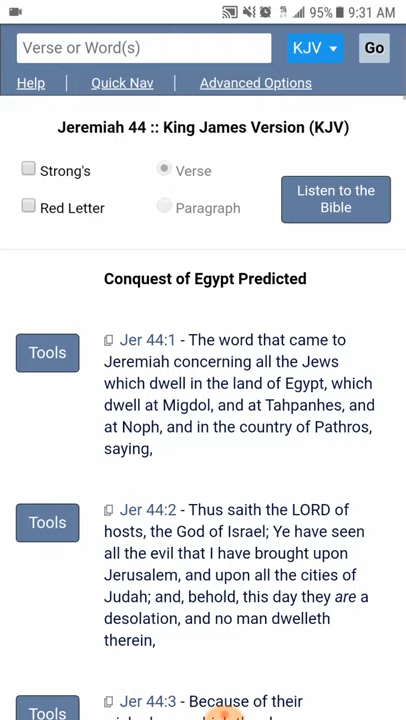 95% 9:31 AM
Verse or Word(s) KJV Go
Help Quick Nav Advanced Options
Jeremiah 44 :: King James Version (KJV)
Strong's Verse
Red Letter Paragraph
Listen to the
Bible
Conquest of Egypt Predicted
Tools
Jer 44:1 - The word that came to
Jeremiah concerning all the Jews
which dwell in the land of Egypt, which
dwell at Migdol, and at Tahpanhes, and
at Noph, and in the country of Pathros,
saying,
Tools
Jer 44:2 - Thus saith the LORD of
hosts, the God of Israel; Ye have seen
all the evil that I have brought upon
Jerusalem, and upon all the cities of
Judah; and, behold, this day they are a
desolation, and no man dwelleth
therein,
Tools
Jer 44:3 - Because of their